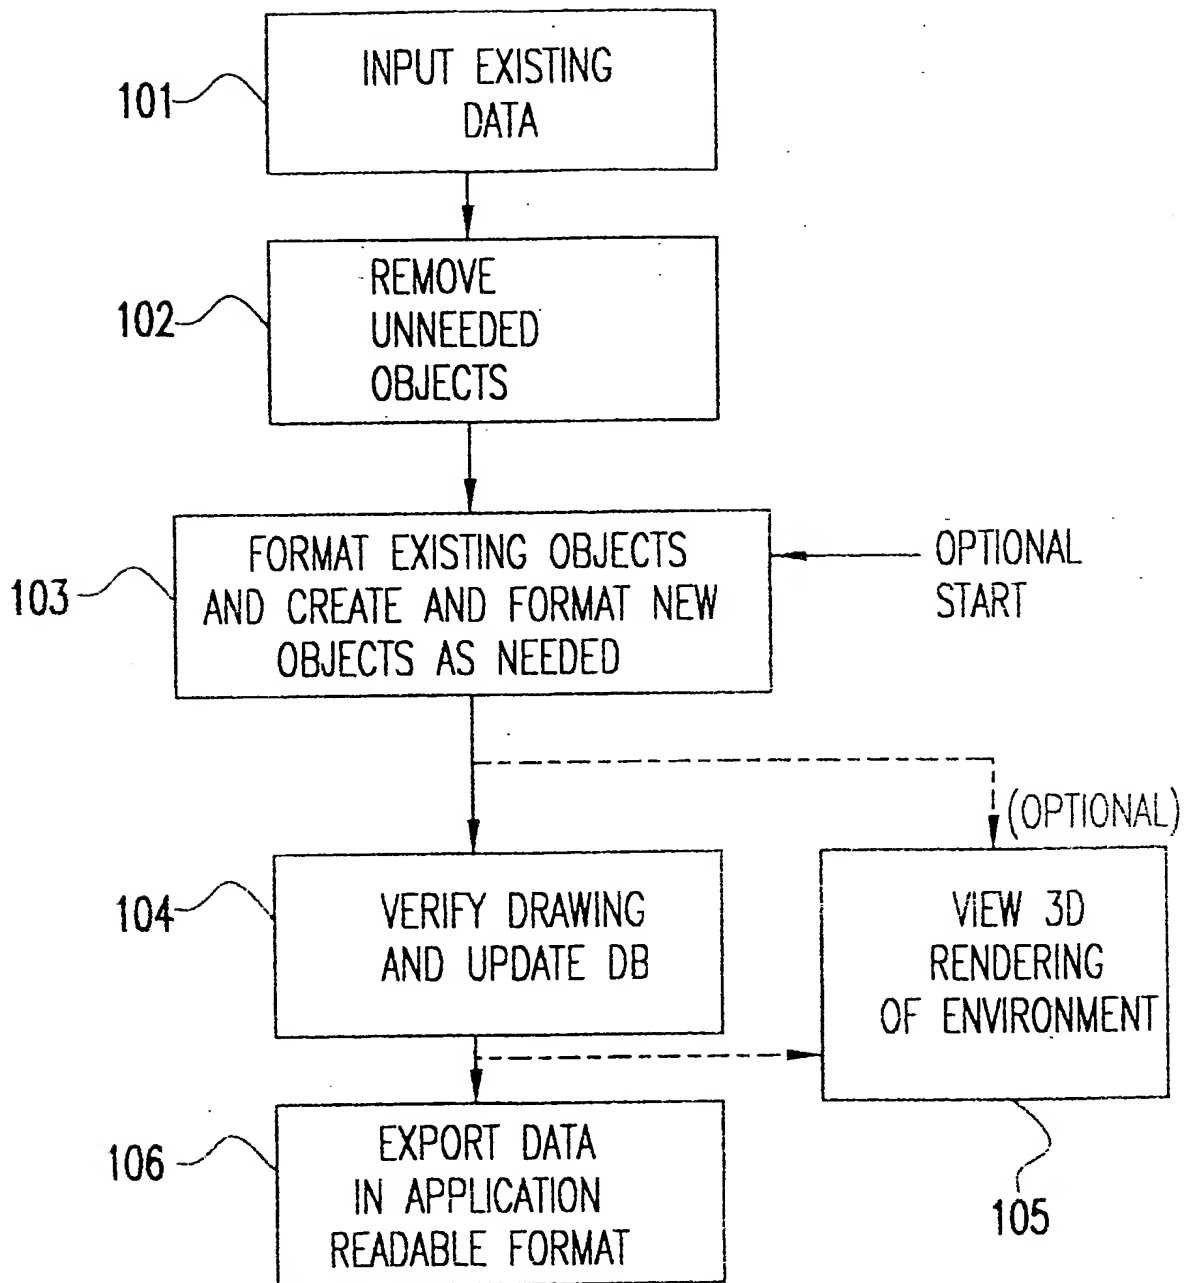 INPUT EXISTING
DATA
101
REMOVE
UNNEEDED
OBJECTS
102
FORMAT EXISTING OBJECTS
AND CREATE AND FORMAT NEW
OBJECTS AS NEEDED
103
OPTIONAL
START
(OPTIONAL)
VERIFY DRAWING
AND UPDATE DB
104
VIEW 3D
RENDERING
OF ENVIRONMENT
105
EXPORT DATA
IN APPLICATION
READABLE FORMAT
106